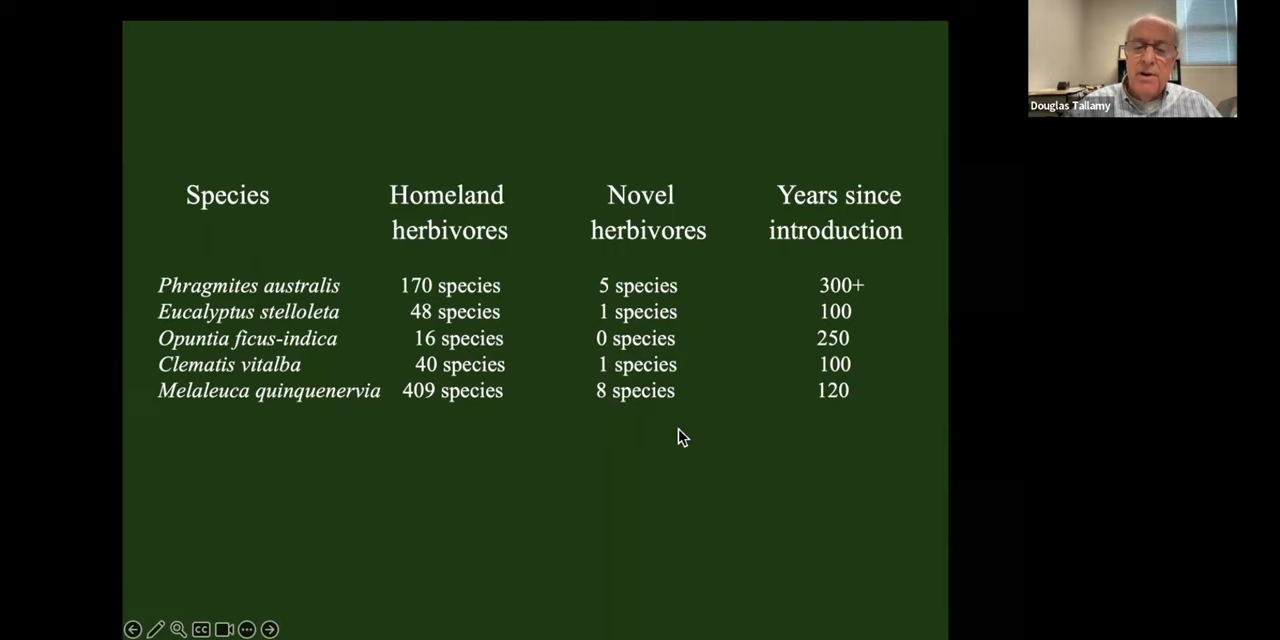 Douglas Tallamy
Species Homeland herbivores Novel herbivores Years since introduction
Phragmites australis 170 species 5 species 300+
Eucalyptus stelloleta 48 species 1 species 100
Opuntia ficus-indica 16 species 0 species 250
Clematis vitalba 40 species 1 species 100
Melaleuca quinquenervia 409 species 8 species 120
CC